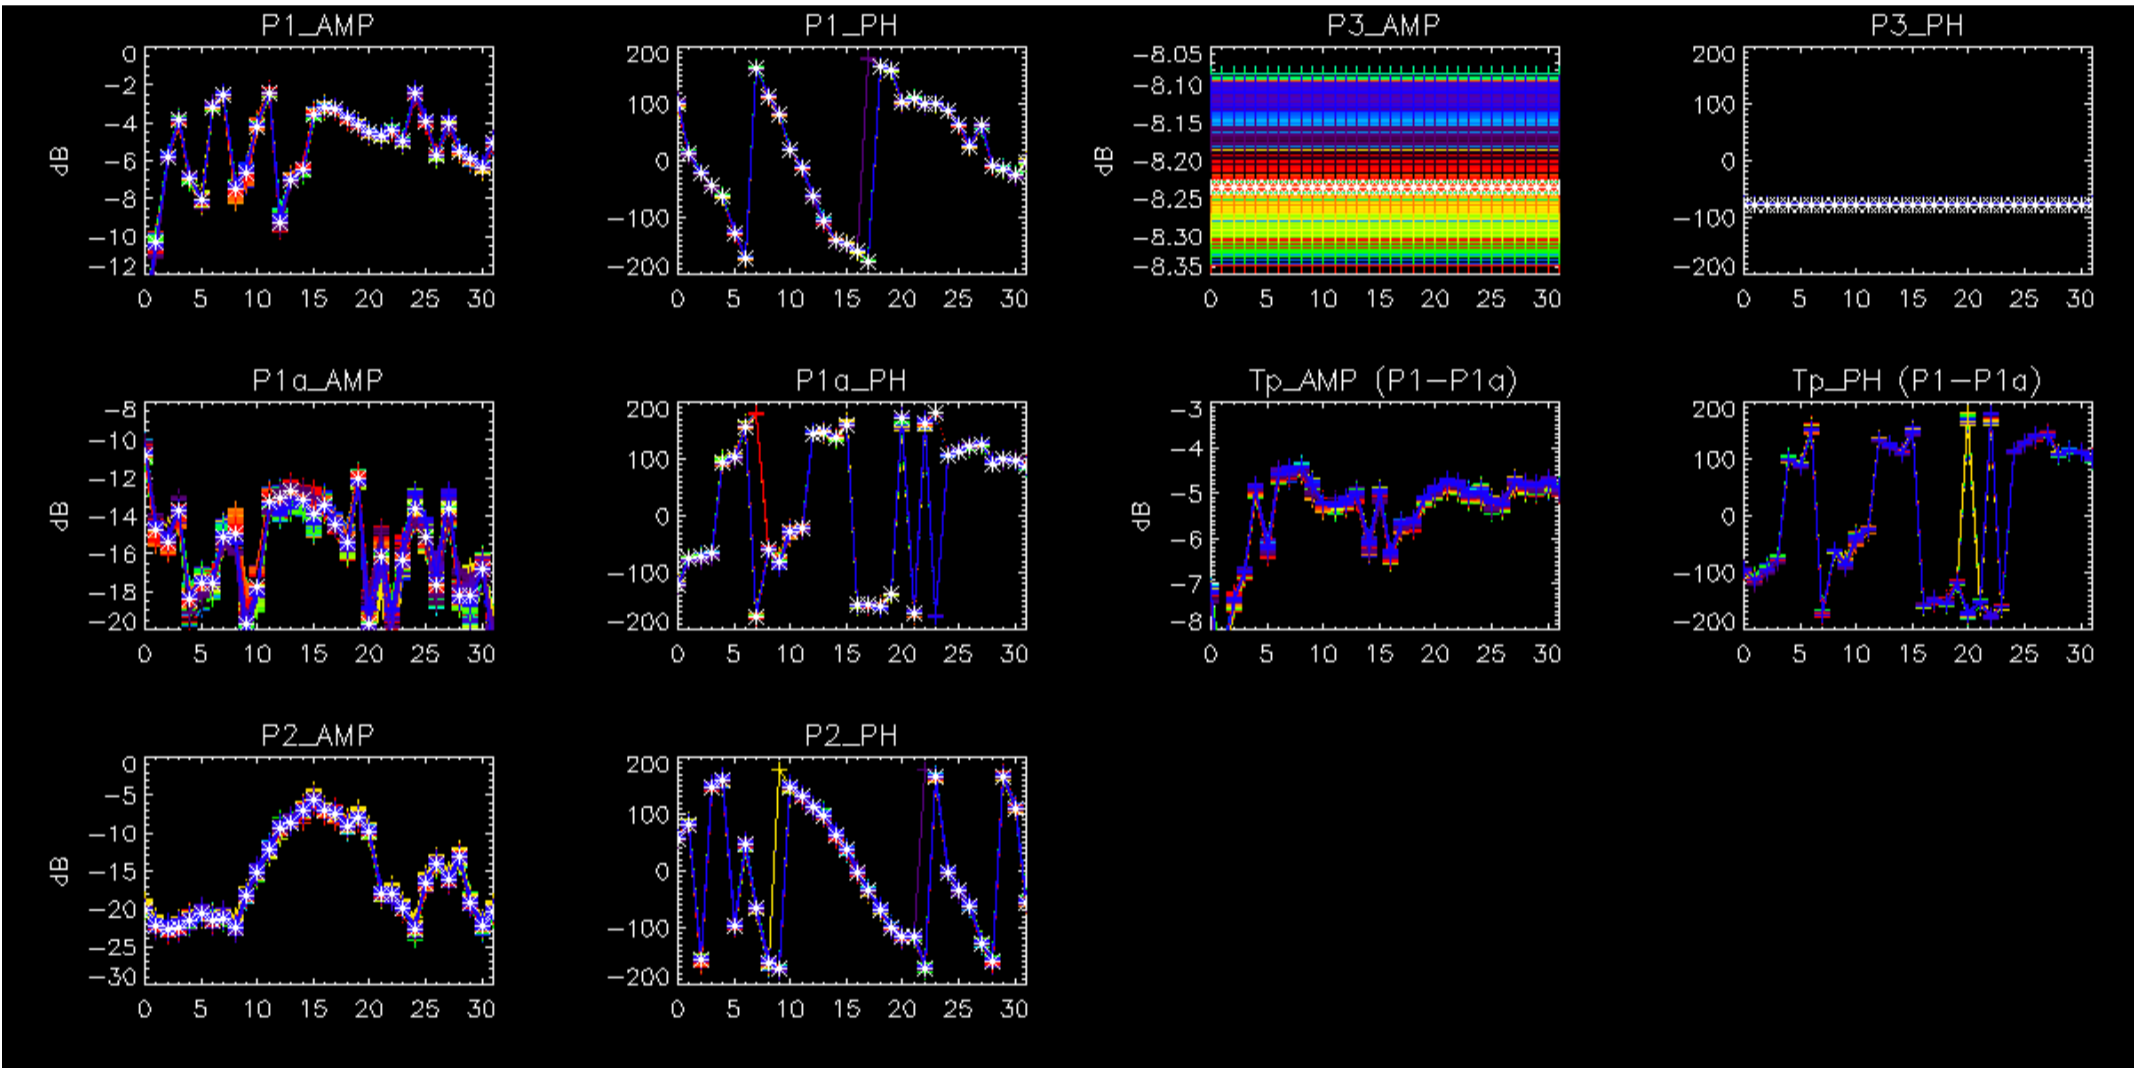 P1_AMP
0
−2
−4
−6
−8
−10
−12
dB
0 5 10 15 20 25 30
P1_PH
200
100
0
−100
−200
0 5 10 15 20 25 30
P3_AMP
−8.05
−8.10
−8.15
−8.20
−8.25
−8.30
−8.35
dB
0 5 10 15 20 25 30
P3_PH
200
100
0
−100
−200
0 5 10 15 20 25 30
P1a_AMP
−8
−10
−12
−14
−16
−18
−20
dB
0 5 10 15 20 25 30
P1a_PH
200
100
0
−100
−200
0 5 10 15 20 25 30
Tp_AMP (P1−P1a)
−3
−4
−5
−6
−7
−8
dB
0 5 10 15 20 25 30
Tp_PH (P1−P1a)
200
100
0
−100
−200
0 5 10 15 20 25 30
P2_AMP
0
−5
−10
−15
−20
−25
−30
dB
0 5 10 15 20 25 30
P2_PH
200
100
0
−100
−200
0 5 10 15 20 25 30